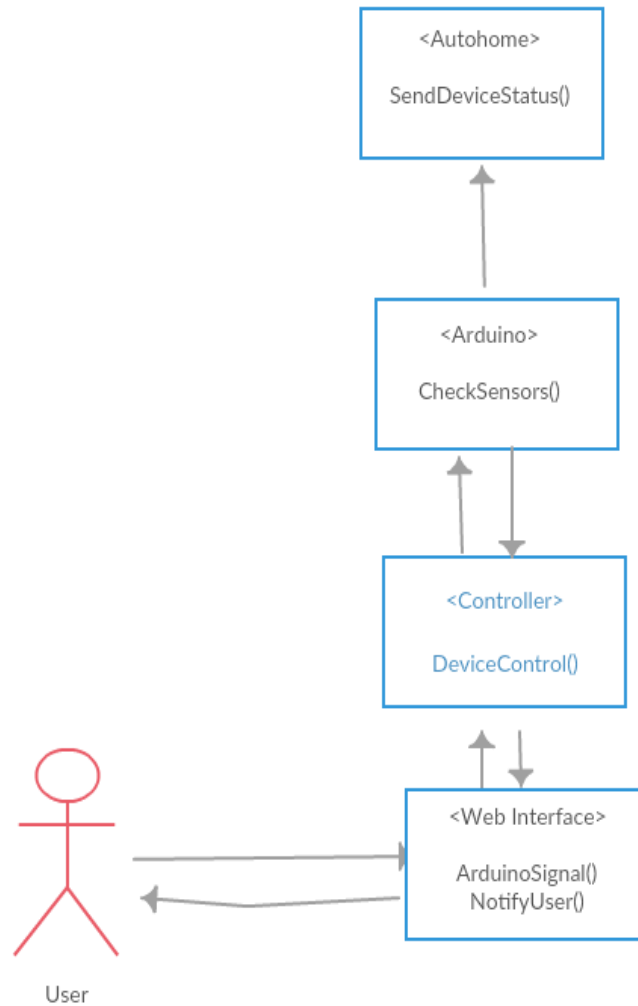 <Autohome>
SendDeviceStatus()
<Arduino>
CheckSensors()
<Controller>
DeviceControl()
<Web Interface>
ArduinoSignal()
NotifyUser()
User